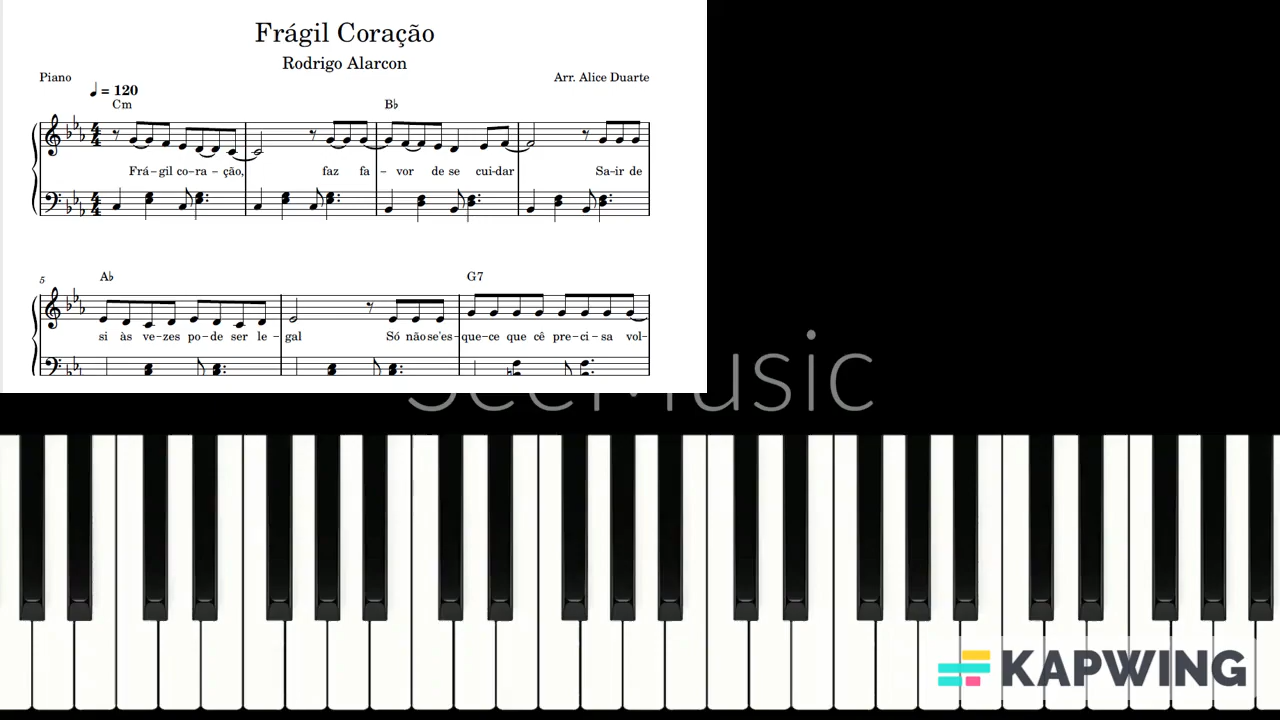 Frágil Coração
Rodrigo Alarcon
Piano
Arr. Alice Duarte
♩ = 120
Cm B♭
Frá-gil co-ra-ção, faz fa-vor de se cui-dar Sa-ir de
5
A♭ G7
si às ve-zes po-de ser le-gal Só não se'es-que-ce que cê pre-ci-sa vol-
SeeMusic
KAPWING